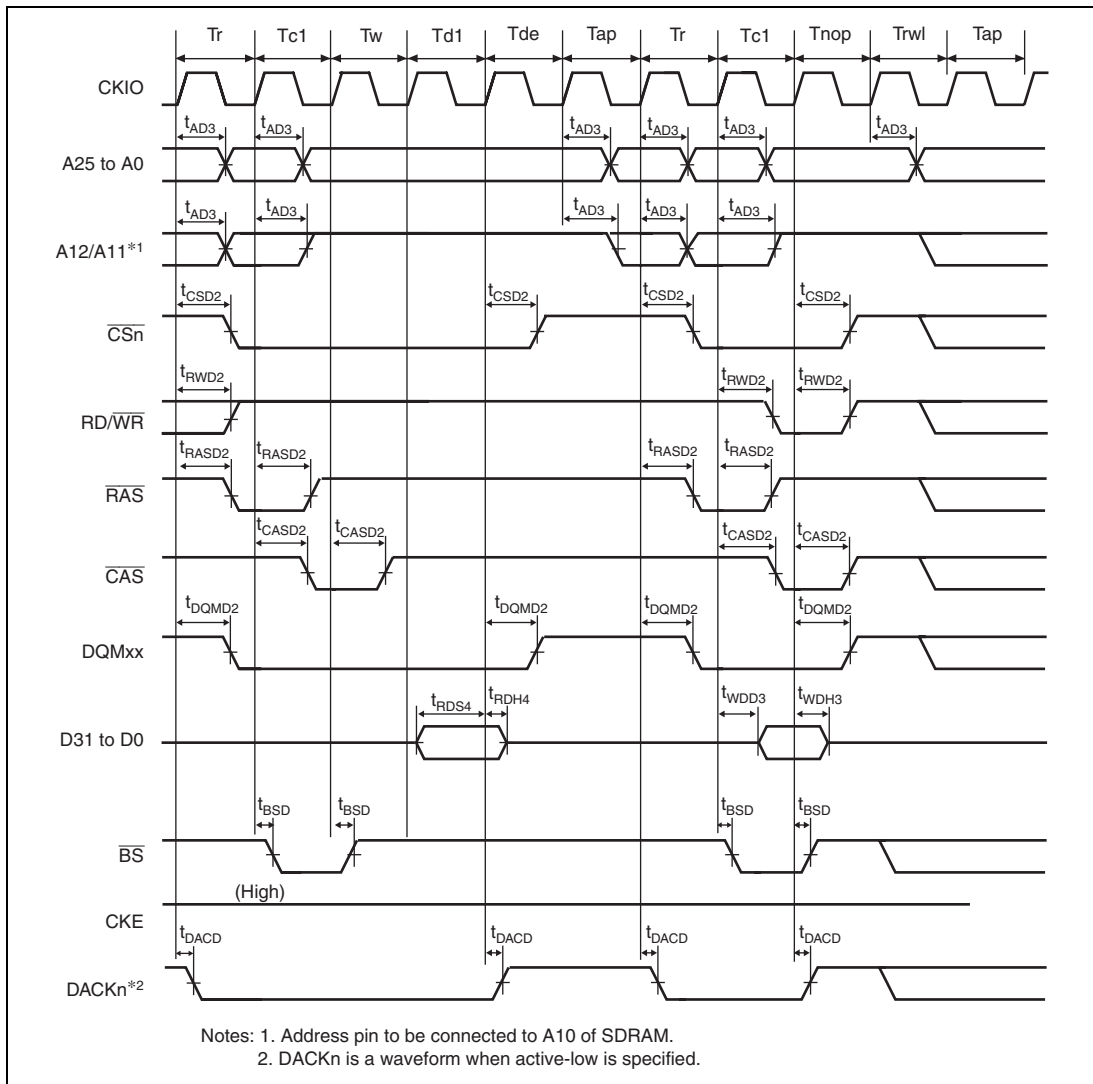 Tr Tc1 Tw Td1 Tde Tap Tr Tc1 Tnop Trwl Tap
CKIO
tAD3 tAD3 tAD3 tAD3 tAD3 tAD3
A25 to A0
tAD3 tAD3 tAD3 tAD3 tAD3
A12/A11*1
tCSD2 tCSD2 tCSD2 tCSD2
CSn
tRWD2 tRWD2 tRWD2
RD/WR
tRASD2 tRASD2 tRASD2 tRASD2
RAS
tCASD2 tCASD2 tCASD2 tCASD2
CAS
tDQMD2 tDQMD2 tDQMD2 tDQMD2
DQMxx
tRDS4 tRDH4 tWDD3 tWDH3
D31 to D0
tBSD tBSD tBSD tBSD
BS
(High)
CKE
tDACD tDACD tDACD tDACD
DACKn*2
Notes: 1. Address pin to be connected to A10 of SDRAM.
2. DACKn is a waveform when active-low is specified.